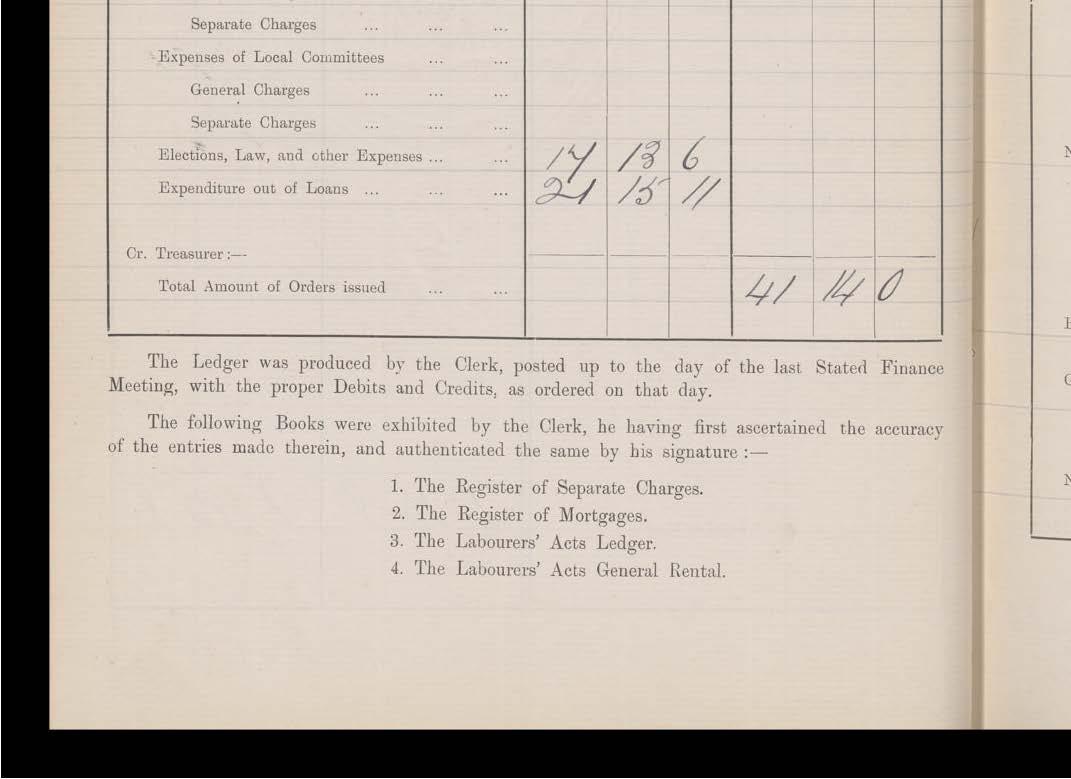 Separate Charges ... ... ...
Expenses of Local Committees ... ...
General Charges ... ... ...
Separate Charges ... ... ...
Elections, Law, and other Expenses ... ... 17 13 6
Expenditure out of Loans ... ... ... 21 15 11
Cr. Treasurer :—
Total Amount of Orders issued ... ... 41 14 0
The Ledger was produced by the Clerk, posted up to the day of the last Stated Finance
Meeting, with the proper Debits and Credits, as ordered on that day.
The following Books were exhibited by the Clerk, he having first ascertained the accuracy
of the entries made therein, and authenticated the same by his signature :—
1. The Register of Separate Charges.
2. The Register of Mortgages.
3. The Labourers' Acts Ledger.
4. The Labourers' Acts General Rental.